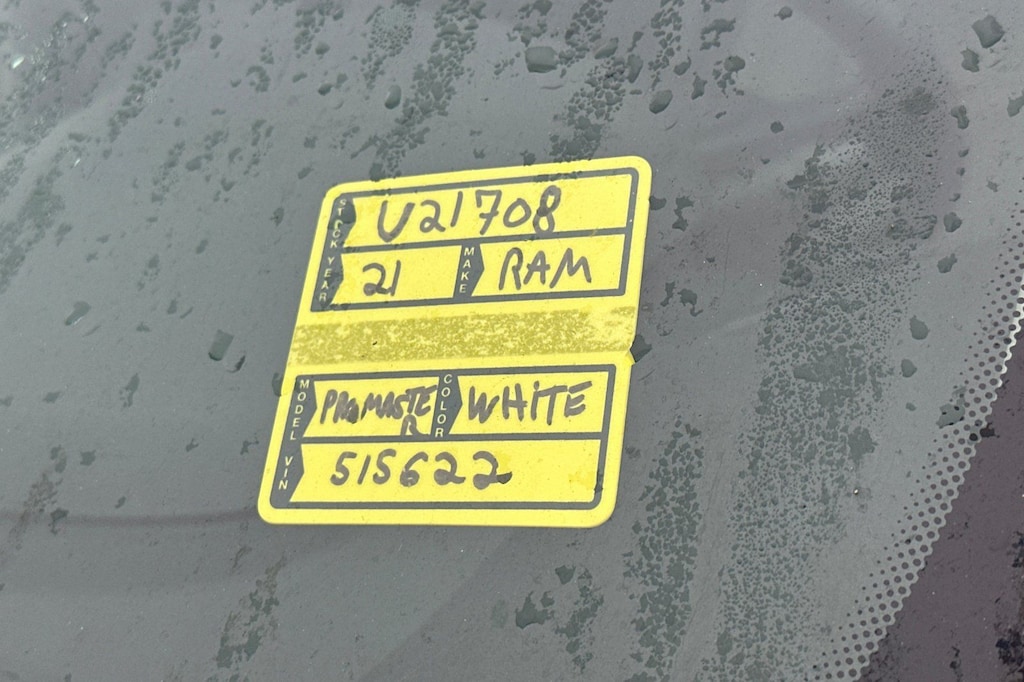 STOCK U21708
YEAR 21 MAKE RAM
MODEL PROMASTER COLOR WHITE
VIN 515622